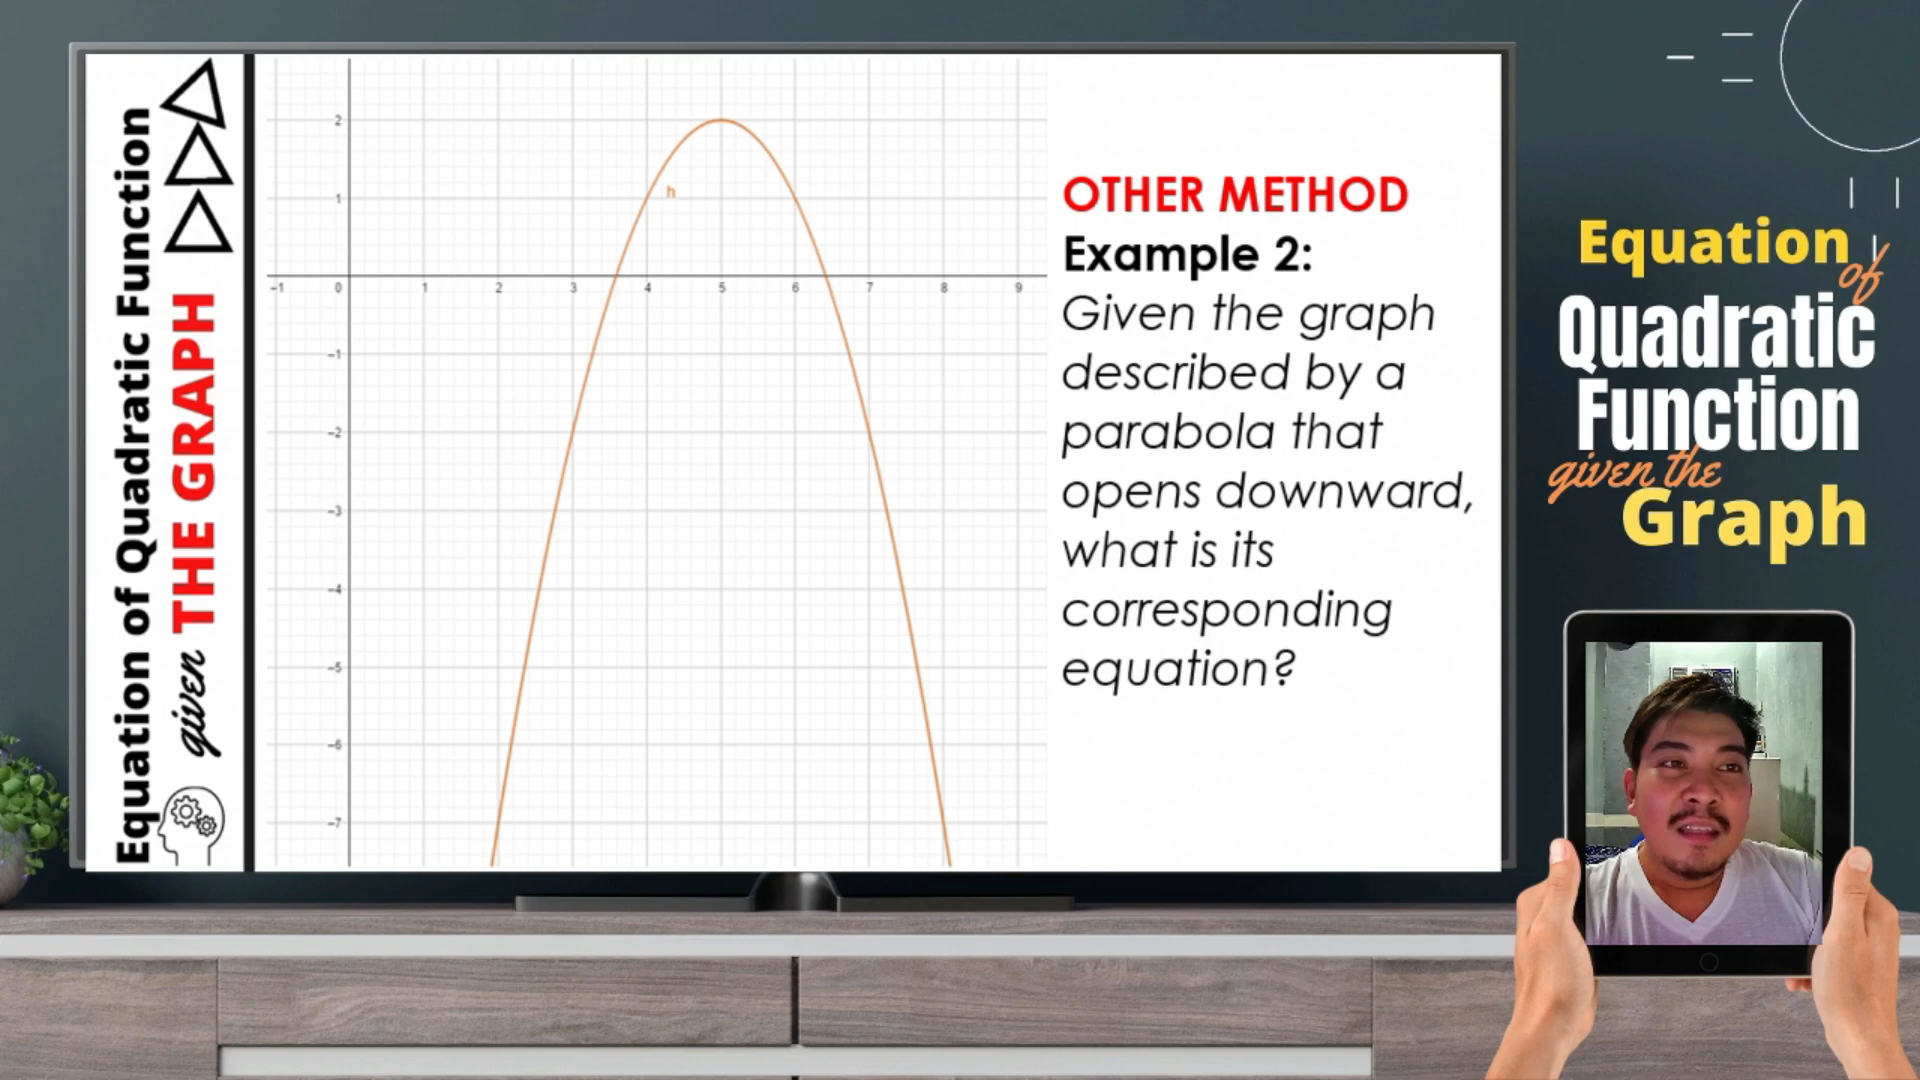 Equation of Quadratic Function
given THE GRAPH
2
1
-1
0
1
2
3
4
5
6
7
8
9
-1
-2
-3
-4
-5
-6
-7
h
OTHER METHOD
Example 2:
Given the graph
described by a
parabola that
opens downward,
what is its
corresponding
equation?
Equation of
Quadratic
Function
given the
Graph